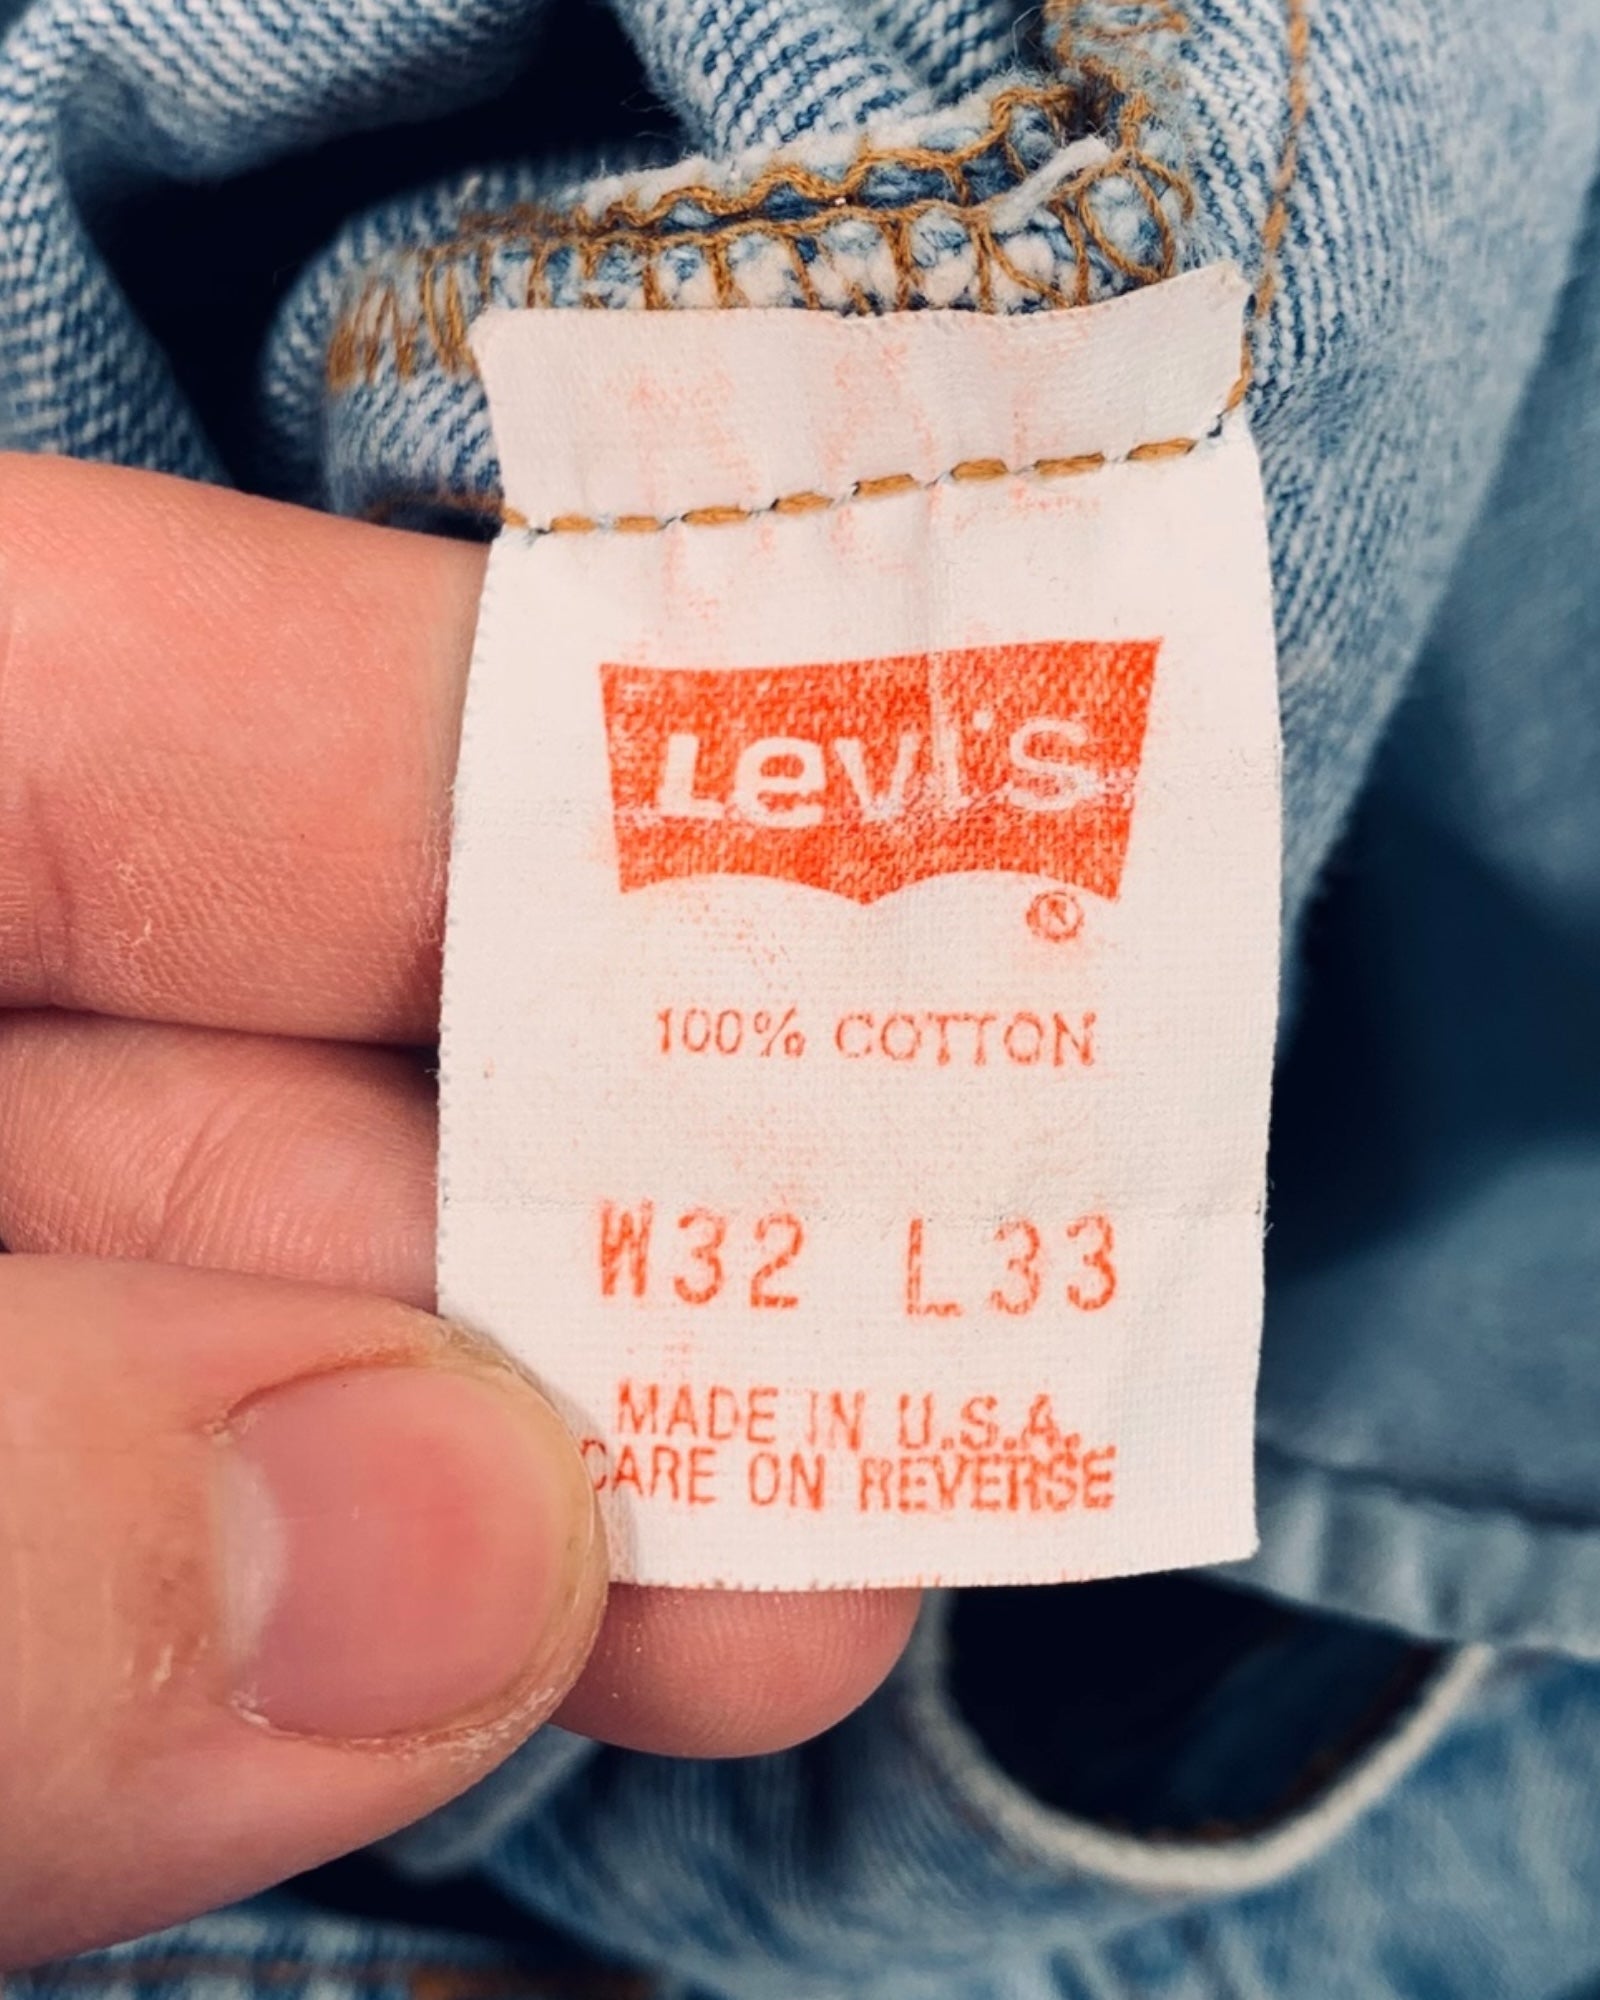 Levi's
®
100% COTTON
W32 L33
MADE IN U.S.A.
CARE ON REVERSE